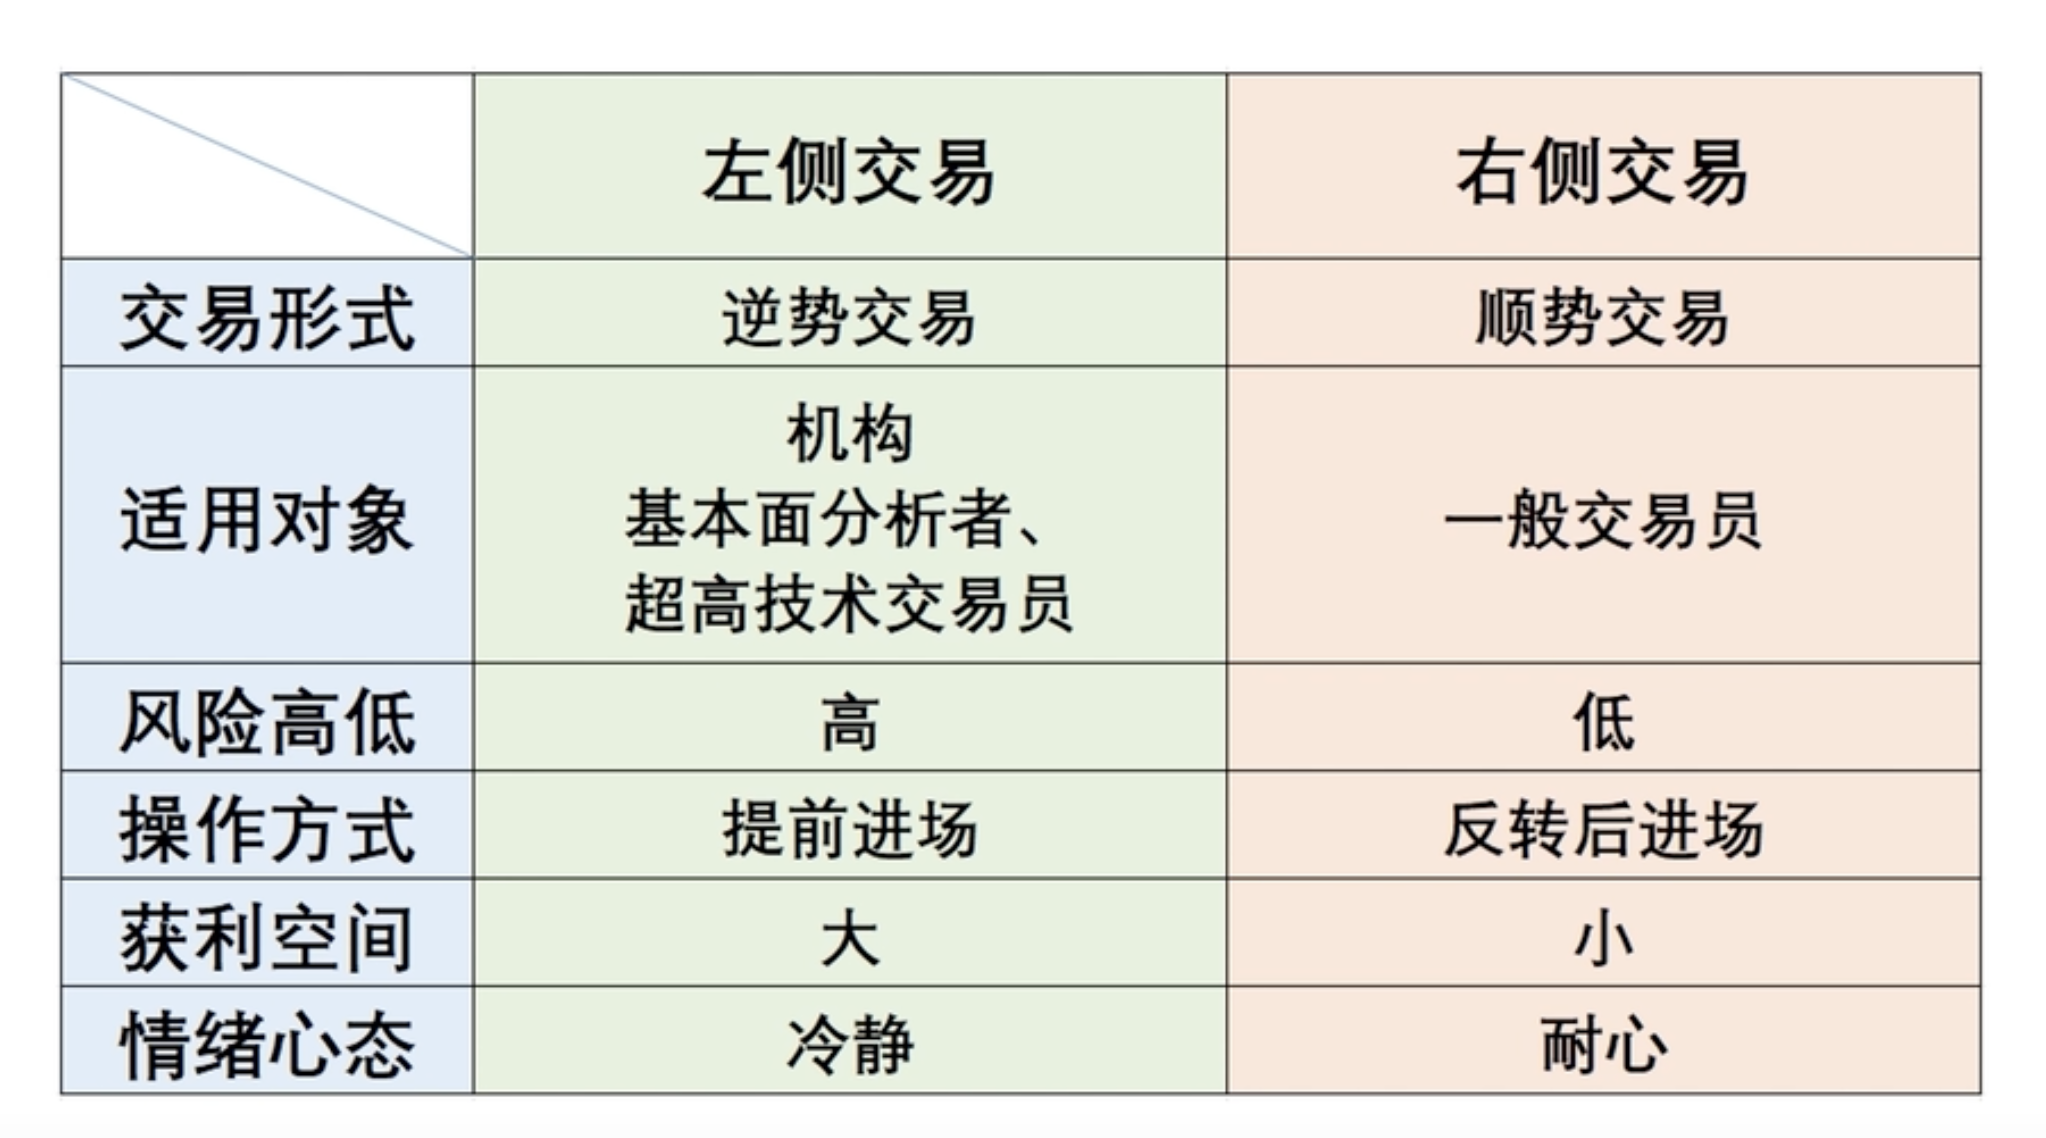 左侧交易
右侧交易
交易形式
逆势交易
顺势交易
适用对象
机构
基本面分析者、
超高技术交易员
一般交易员
风险高低
高
低
操作方式
提前进场
反转后进场
获利空间
大
小
情绪心态
冷静
耐心